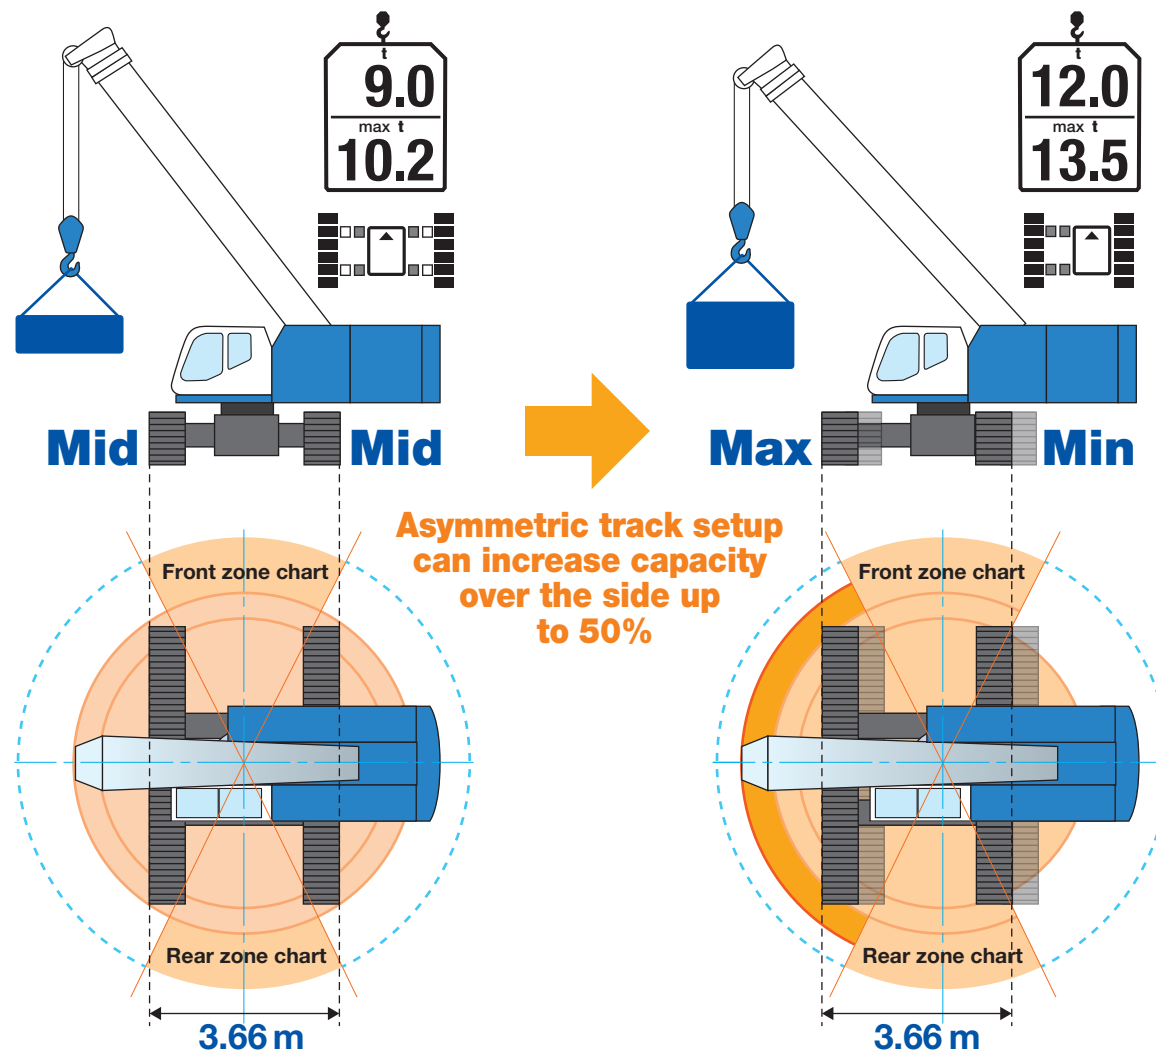 t
9.0
max t
10.2
t
12.0
max t
13.5
Mid
Mid
Max
Min
Asymmetric track setup
can increase capacity
over the side up
to 50%
Front zone chart
Front zone chart
Rear zone chart
Rear zone chart
3.66 m
3.66 m